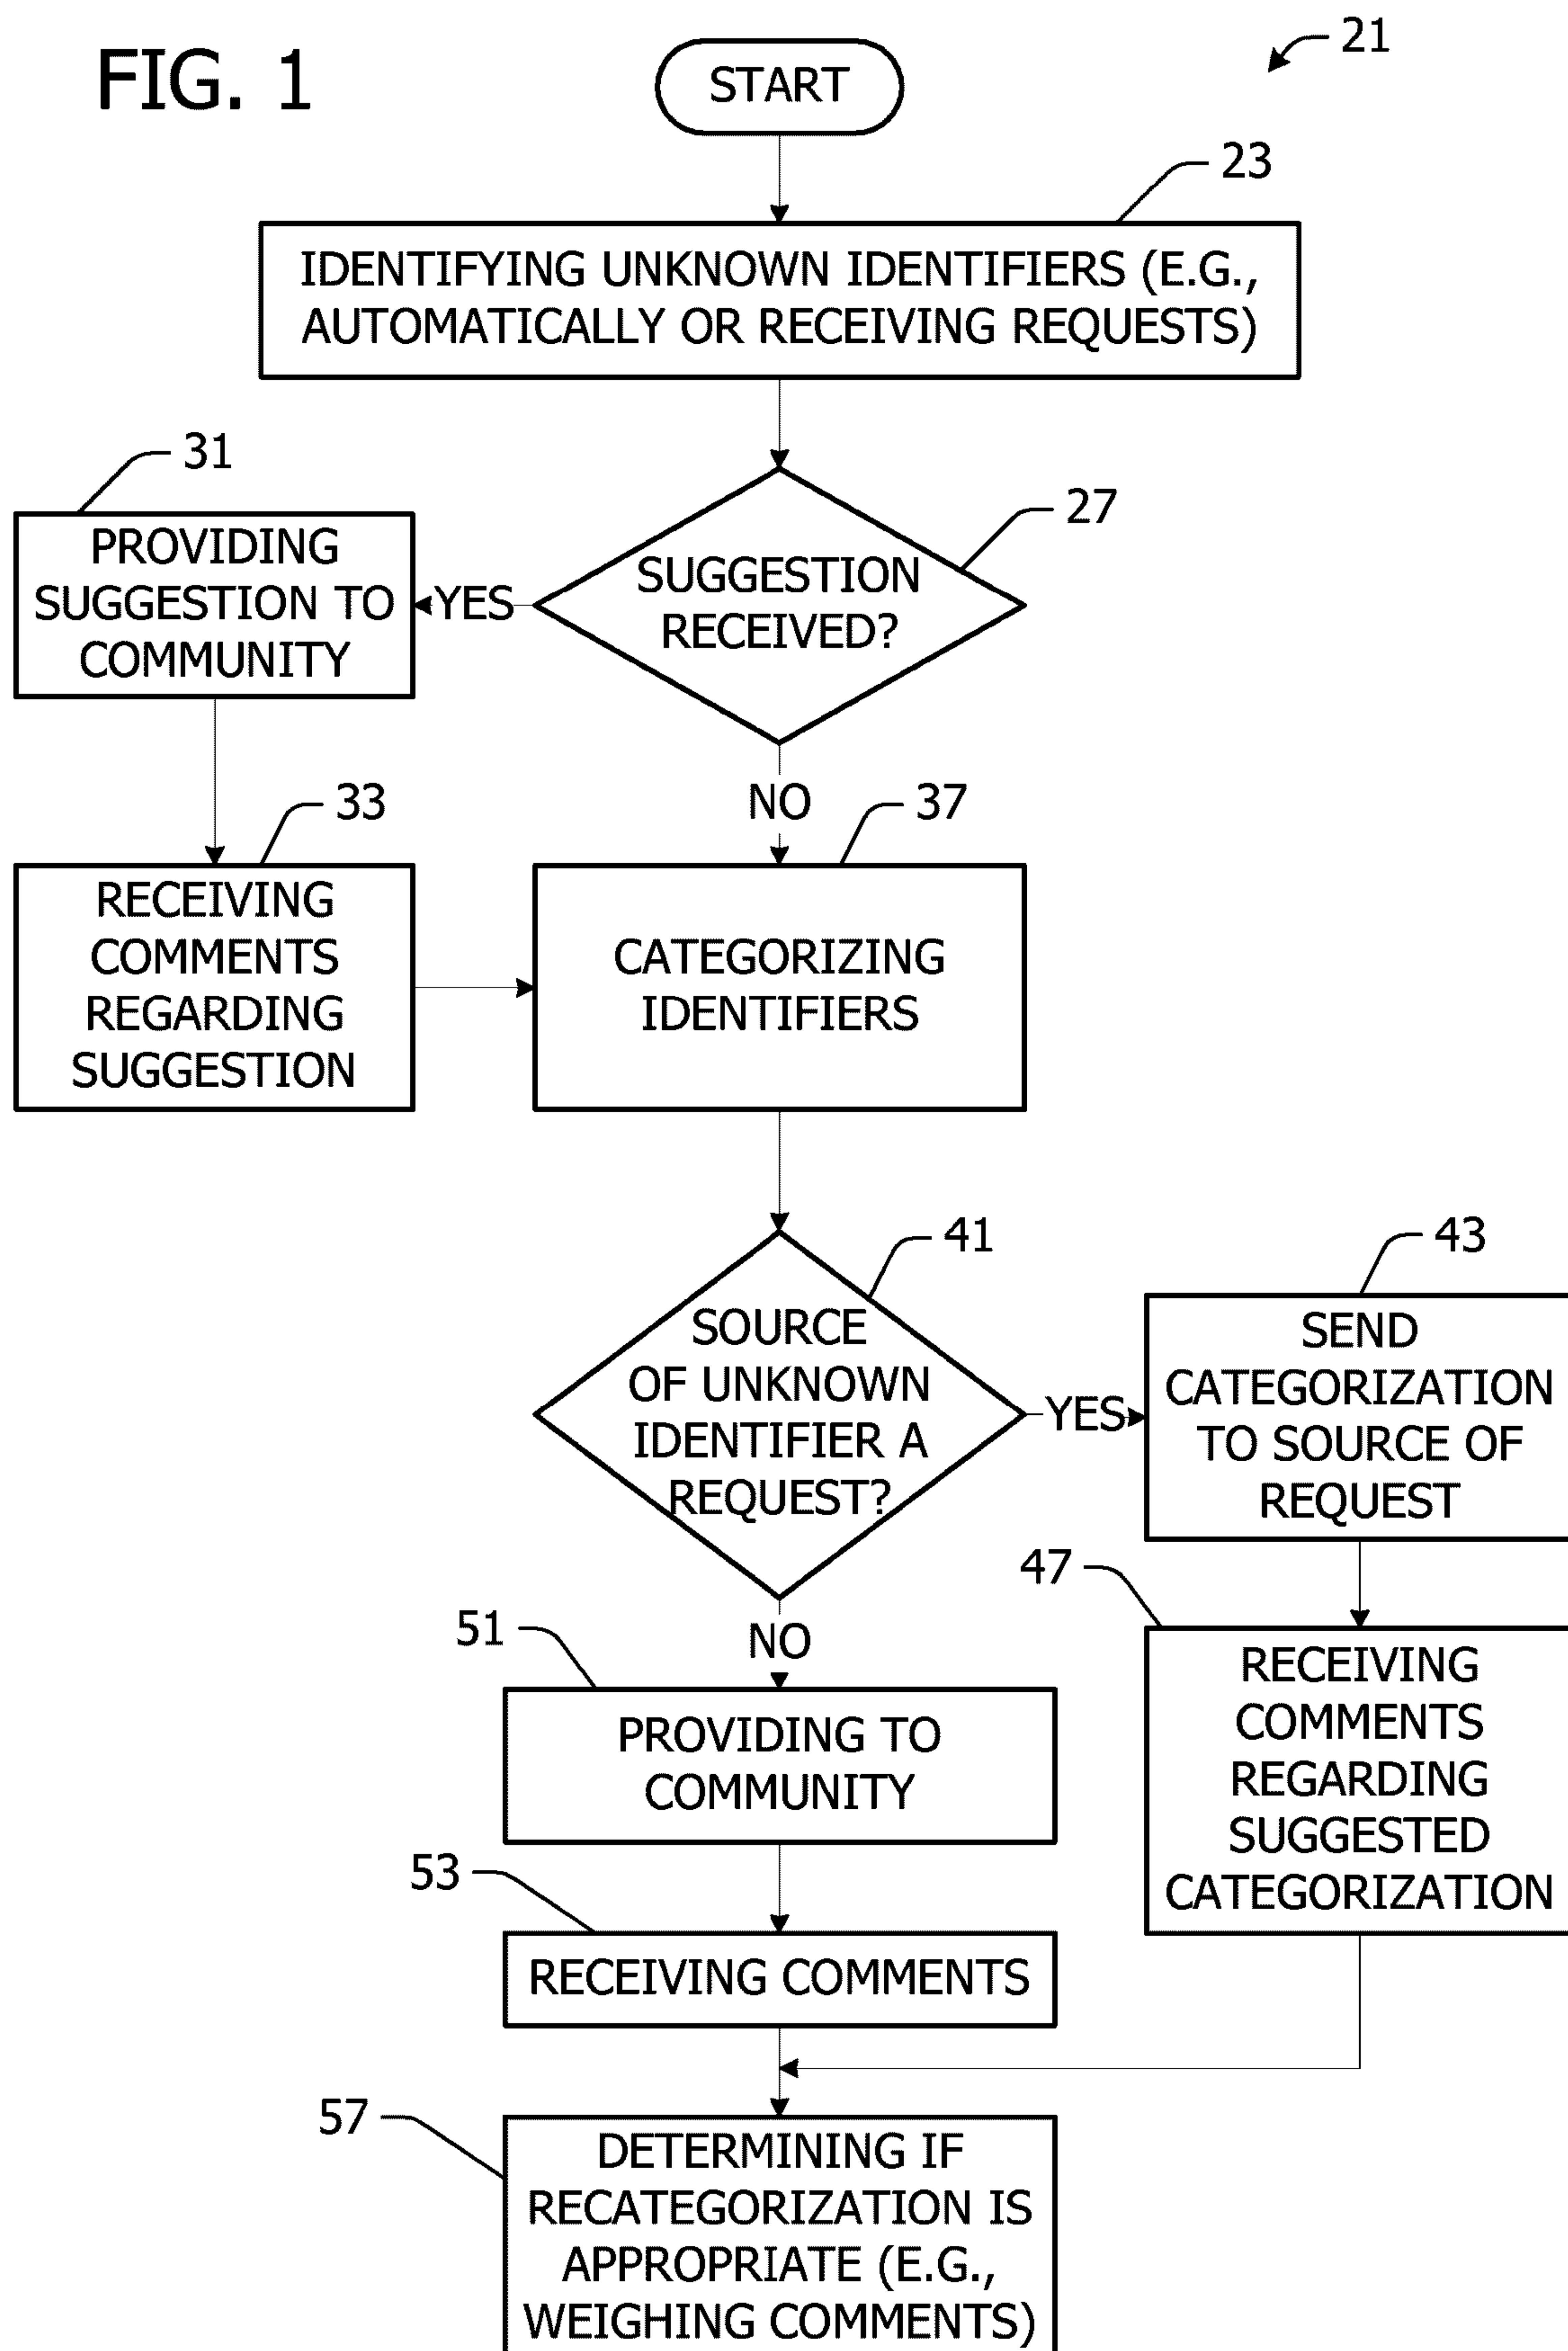 FIG. 1
START
21
23
IDENTIFYING UNKNOWN IDENTIFIERS (E.G.,
AUTOMATICALLY OR RECEIVING REQUESTS)
31
PROVIDING
SUGGESTION TO
COMMUNITY
YES
27
SUGGESTION
RECEIVED?
NO
33
RECEIVING
COMMENTS
REGARDING
SUGGESTION
37
CATEGORIZING
IDENTIFIERS
41
SOURCE
OF UNKNOWN
IDENTIFIER A
REQUEST?
YES
43
SEND
CATEGORIZATION
TO SOURCE OF
REQUEST
47
RECEIVING
COMMENTS
REGARDING
SUGGESTED
CATEGORIZATION
NO
51
PROVIDING TO
COMMUNITY
53
RECEIVING COMMENTS
57
DETERMINING IF
RECATEGORIZATION IS
APPROPRIATE (E.G.,
WEIGHING COMMENTS)